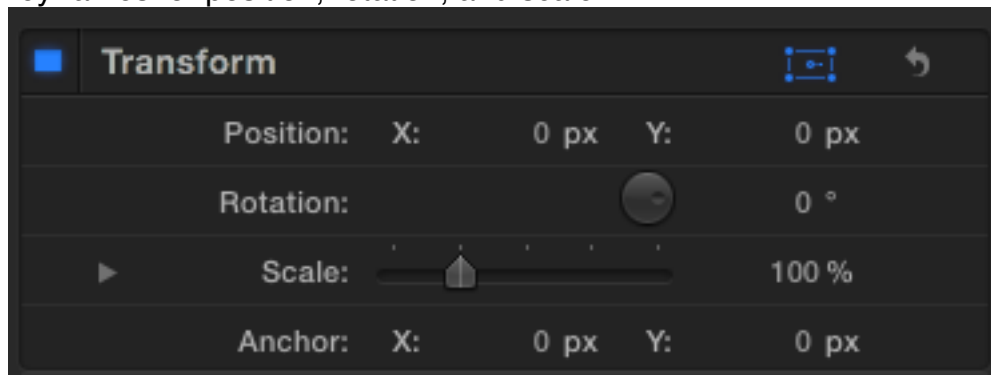 Transform
Position: X: 0 px Y: 0 px
Rotation: 0 °
Scale: 100 %
Anchor: X: 0 px Y: 0 px